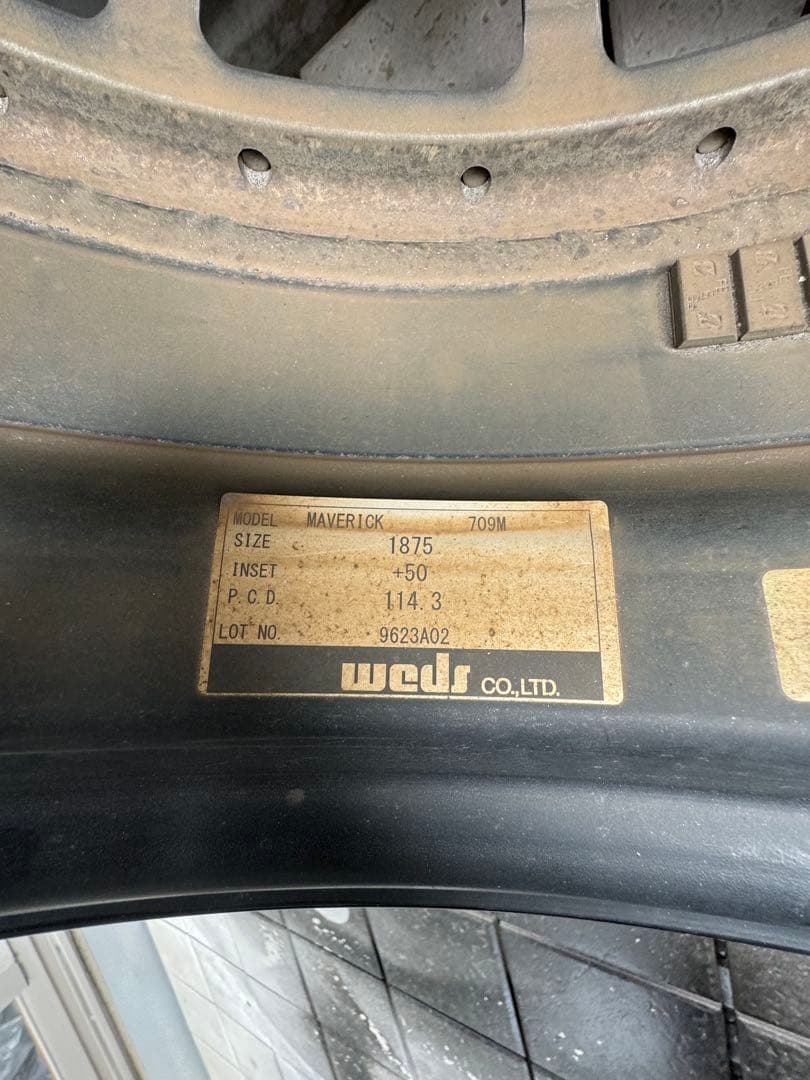 MODEL MAVERICK 709M
SIZE 1875
INSET +50
P.C.D. 114.3
LOT NO. 9623A02
weds CO.,LTD.